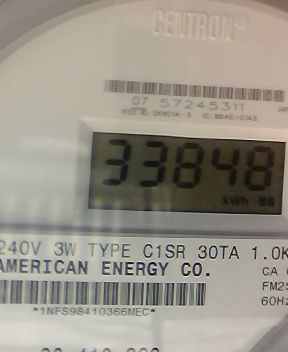 CENTRON®
07 57245311
33848
kWh
240V 3W TYPE C1SR 30TA 1.0K
AMERICAN ENERGY CO.
CA
FM2S
60Hz
*1NFS98410366MEC*